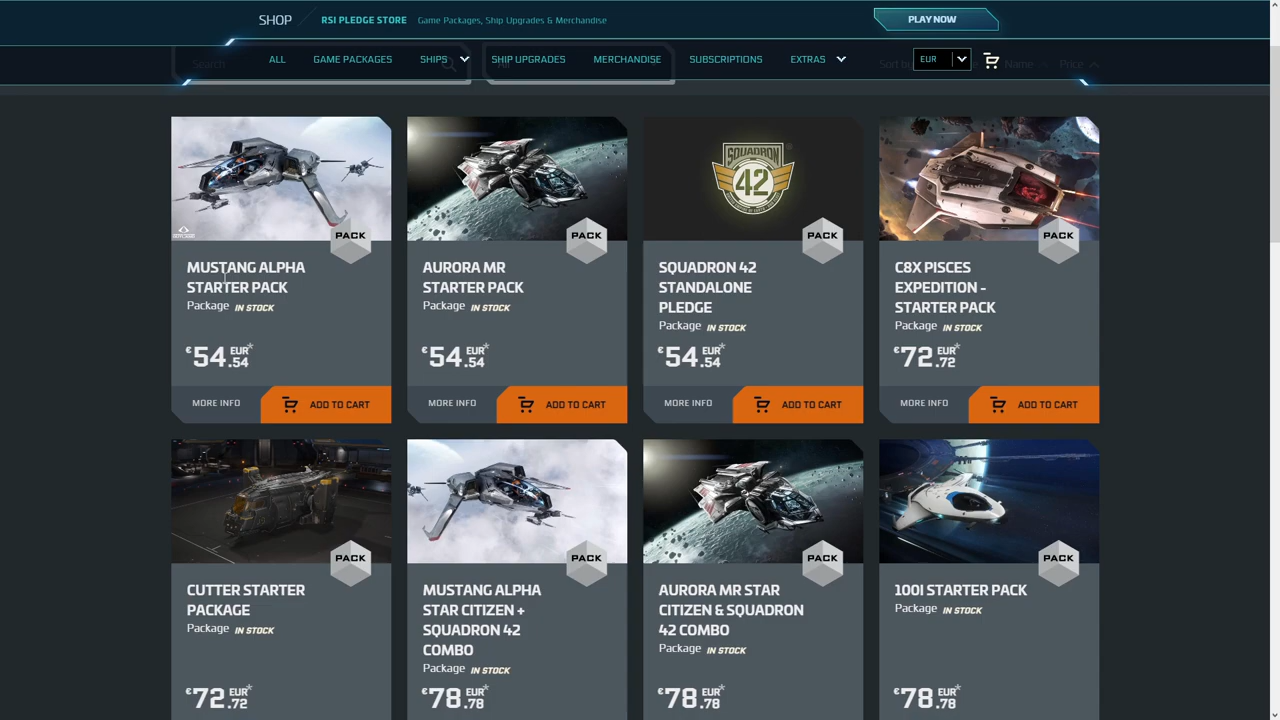 SHOP
RSI PLEDGE STORE
Game Packages, Ship Upgrades & Merchandise
PLAY NOW
Search
ALL
GAME PACKAGES
SHIPS
All
SHIP UPGRADES
MERCHANDISE
SUBSCRIPTIONS
EXTRAS
Sort by
EUR
Name
Price
PACK
PACK
SQUADRON
42
PACK
PACK
MUSTANG ALPHA
STARTER PACK
Package IN STOCK
€54.54 EUR*
MORE INFO
ADD TO CART
AURORA MR
STARTER PACK
Package IN STOCK
€54.54 EUR*
MORE INFO
ADD TO CART
SQUADRON 42
STANDALONE
PLEDGE
Package IN STOCK
€54.54 EUR*
MORE INFO
ADD TO CART
C8X PISCES
EXPEDITION -
STARTER PACK
Package IN STOCK
€72.72 EUR*
MORE INFO
ADD TO CART
PACK
PACK
PACK
PACK
CUTTER STARTER
PACKAGE
Package IN STOCK
€72.72 EUR*
MUSTANG ALPHA
STAR CITIZEN +
SQUADRON 42
COMBO
Package IN STOCK
€78.78 EUR*
AURORA MR STAR
CITIZEN & SQUADRON
42 COMBO
Package IN STOCK
€78.78 EUR*
100I STARTER PACK
Package IN STOCK
€78.78 EUR*